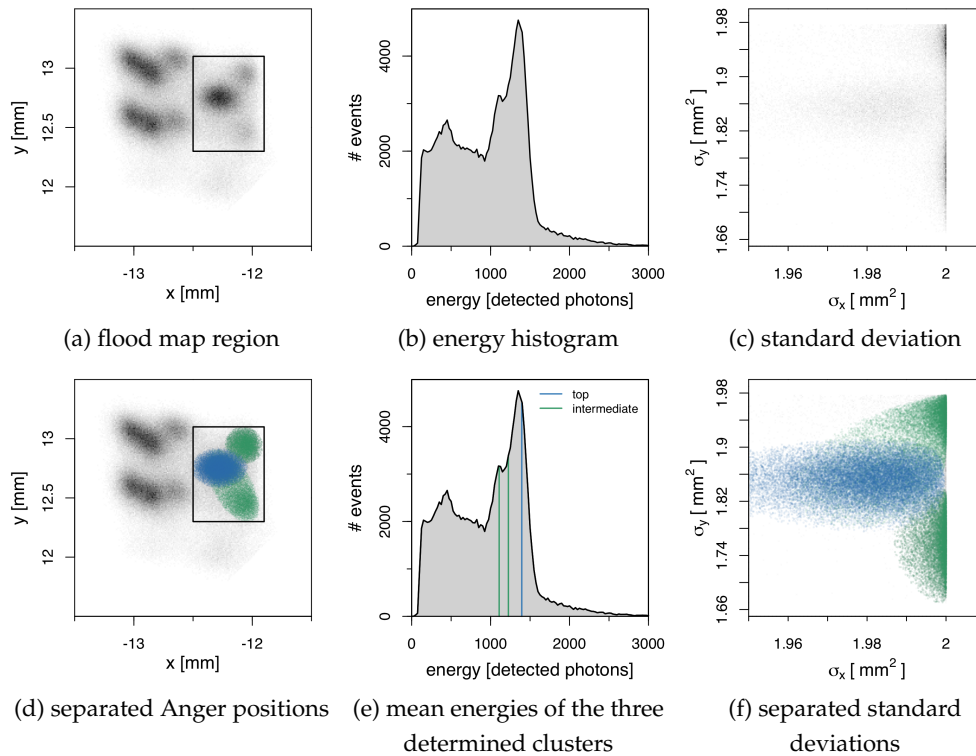 13
12.5
12
y [mm]
-13
-12
x [mm]
(a) flood map region
4000
2000
0
# events
0
1000
2000
3000
energy [detected photons]
(b) energy histogram
1.98
1.9
1.82
1.74
1.66
σy [ mm²]
1.96
1.98
2
σx [ mm²]
(c) standard deviation
13
12.5
12
y [mm]
-13
-12
x [mm]
(d) separated Anger positions
top
intermediate
4000
2000
0
# events
0
1000
2000
3000
energy [detected photons]
(e) mean energies of the three
determined clusters
1.98
1.9
1.82
1.74
1.66
σy [ mm²]
1.96
1.98
2
σx [ mm²]
(f) separated standard
deviations